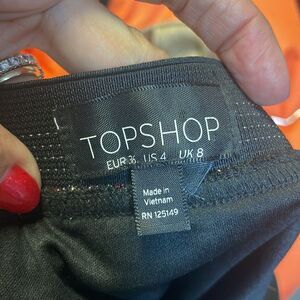 TOPSHOP
EUR 36 US 4 UK 8
Made in
Vietnam
RN 125149